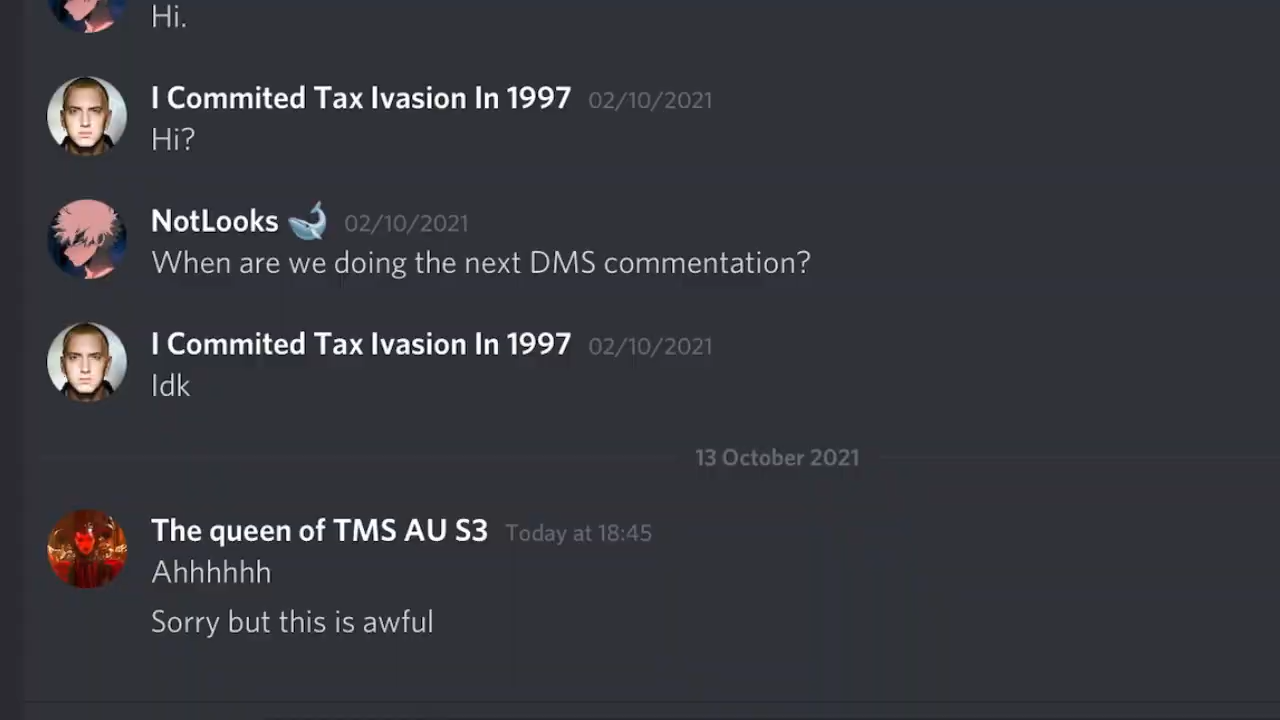 Hi.
I Commited Tax Ivasion In 1997 02/10/2021
Hi?
NotLooks 🐳 02/10/2021
When are we doing the next DMS commentation?
I Commited Tax Ivasion In 1997 02/10/2021
Idk
13 October 2021
The queen of TMS AU S3 Today at 18:45
Ahhhhhh
Sorry but this is awful